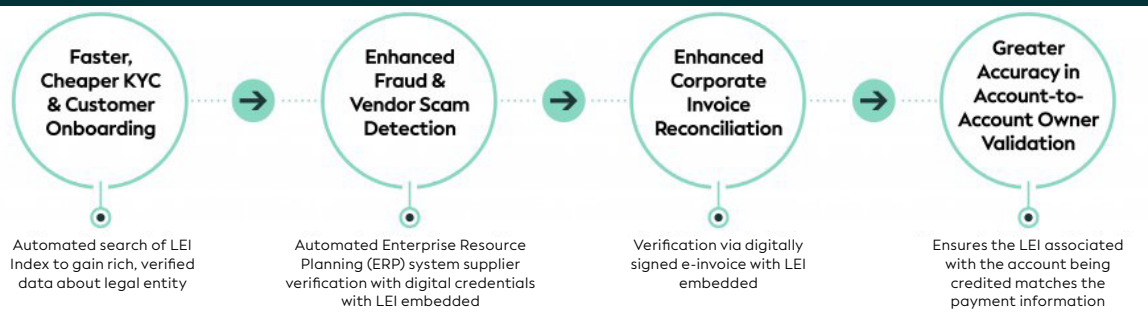 Faster,
Cheaper KYC
& Customer
Onboarding
Automated search of LEI
Index to gain rich, verified
data about legal entity
Enhanced
Fraud &
Vendor Scam
Detection
Automated Enterprise Resource
Planning (ERP) system supplier
verification with digital credentials
with LEI embedded
Enhanced
Corporate
Invoice
Reconciliation
Verification via digitally
signed e-invoice with LEI
embedded
Greater
Accuracy in
Account-to-
Account Owner
Validation
Ensures the LEI associated
with the account being
credited matches the
payment information